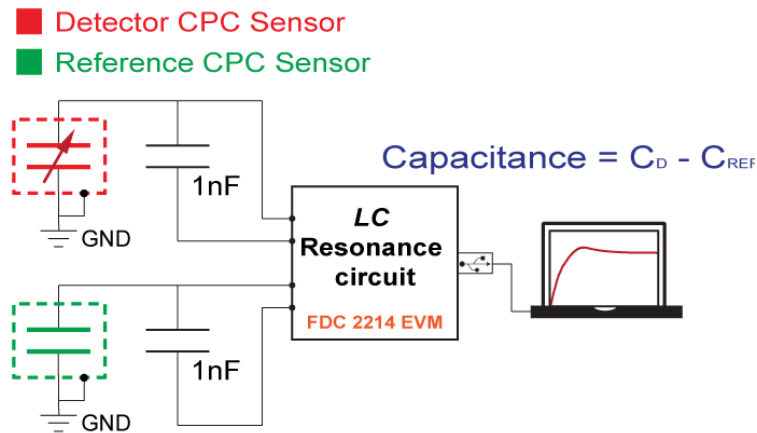 Detector CPC Sensor
Reference CPC Sensor
Capacitance = CD - CREF
1nF
GND
LC
Resonance
circuit
FDC 2214 EVM
1nF
GND